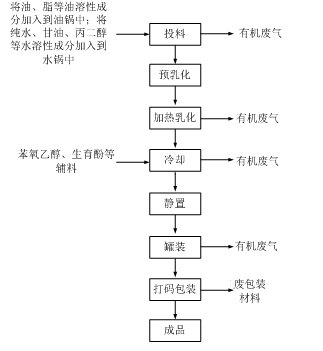 将油、脂等油溶性成
分加入到油锅中；将
纯水、甘油、丙二醇
等水溶性成分加入到
水锅中
投料
有机废气
预乳化
加热乳化
有机废气
苯氧乙醇、生育酚等
辅料
冷却
有机废气
静置
罐装
有机废气
打码包装
废包装
材料
成品